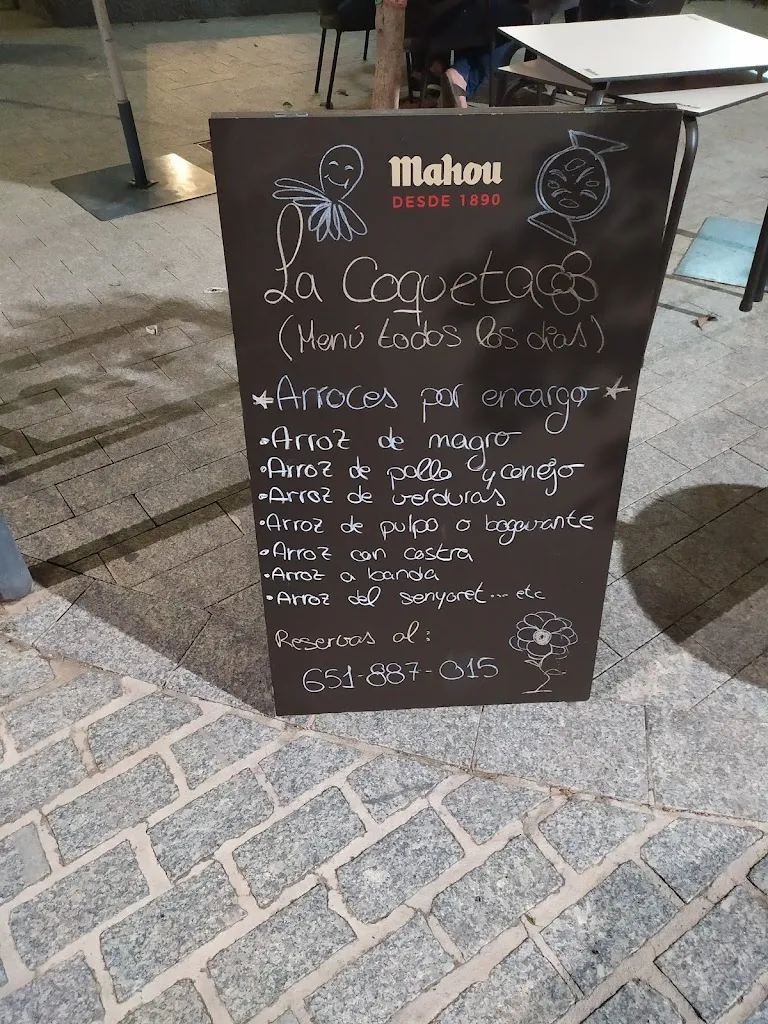 Mahou
DESDE 1890
La Coqueta
(Menú todos los días)
Arroces por encargo
•Arroz de magro
•Arroz de pollo y conejo
•Arroz de verduras
•Arroz de pulpo o bogavante
•Arroz con costra
•Arroz a banda
•Arroz del senyoret... etc
Reservas al:
651-887-015